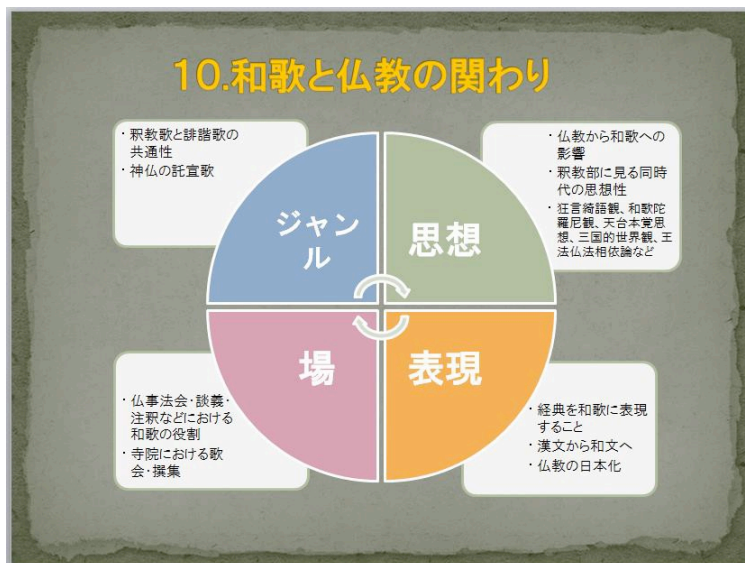 10.和歌と仏教の関わり
・釈教歌と誹諧歌の
共通性
・神仏の託宣歌
ジャン
ル
思想
・仏教から和歌への
影響
・釈教部に見る同時
代の思想性
・狂言綺語観、和歌陀
羅尼観、天台本覚思
想、三国的世界観、王
法仏法相依論など
場
・仏事法会・談義・
注釈などにおける
和歌の役割
・寺院における歌
会・撰集
表現
・経典を和歌に表現
すること
・漢文から和文へ
・仏教の日本化